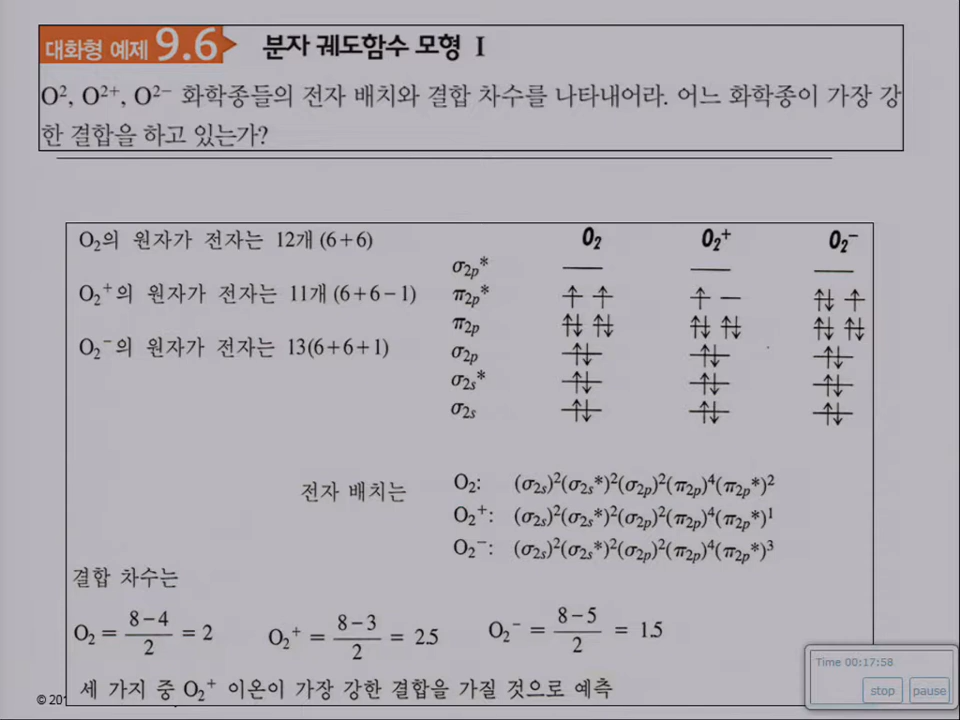 대화형 예제 9.6 분자 궤도함수 모형 I
O², O²⁺, O²⁻ 화학종들의 전자 배치와 결합 차수를 나타내어라. 어느 화학종이 가장 강
한 결합을 하고 있는가?
O₂의 원자가 전자는 12개(6+6)
O₂⁺의 원자가 전자는 11개(6+6−1)
O₂⁻의 원자가 전자는 13(6+6+1)
O₂ O₂⁺ O₂⁻
σ₂ₚ*
π₂ₚ*
π₂ₚ
σ₂ₚ
σ₂ₛ*
σ₂ₛ
전자 배치는
O₂: (σ₂ₛ)²(σ₂ₛ*)²(σ₂ₚ)²(π₂ₚ)⁴(π₂ₚ*)²
O₂⁺: (σ₂ₛ)²(σ₂ₛ*)²(σ₂ₚ)²(π₂ₚ)⁴(π₂ₚ*)¹
O₂⁻: (σ₂ₛ)²(σ₂ₛ*)²(σ₂ₚ)²(π₂ₚ)⁴(π₂ₚ*)³
결합 차수는
O₂ = (8−4)/2 = 2 O₂⁺ = (8−3)/2 = 2.5 O₂⁻ = (8−5)/2 = 1.5
세 가지 중 O₂⁺ 이온이 가장 강한 결합을 가질 것으로 예측
Time 00:17:58
stop pause